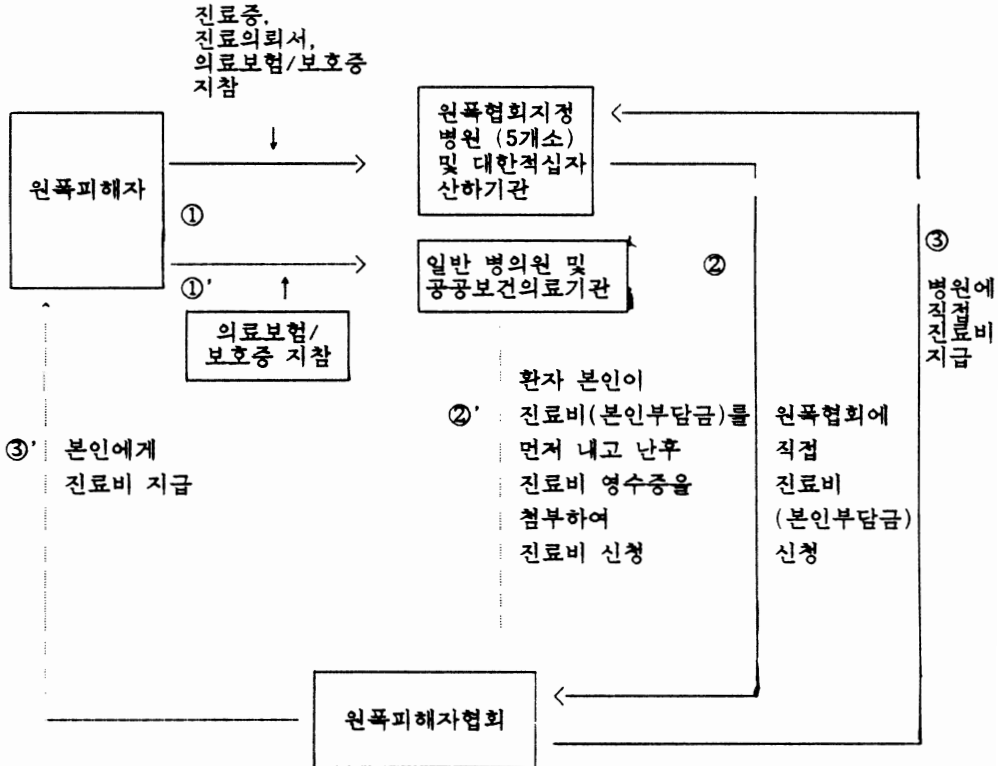 진료증,
진료의뢰서,
의료보험/보호증
지참
↓
원폭피해자
원폭협회지정
병원 (5개소)
및 대한적십자
산하기관
①
①'
↑
의료보험/
보호증 지참
일반 병의원 및
공공보건의료기관
②
③
병원에
직접
진료비
지급
②'
환자 본인이
진료비(본인부담금)를
먼저 내고 난후
진료비 영수증을
첨부하여
진료비 신청
원폭협회에
직접
진료비
(본인부담금)
신청
③'
본인에게
진료비 지급
원폭피해자협회